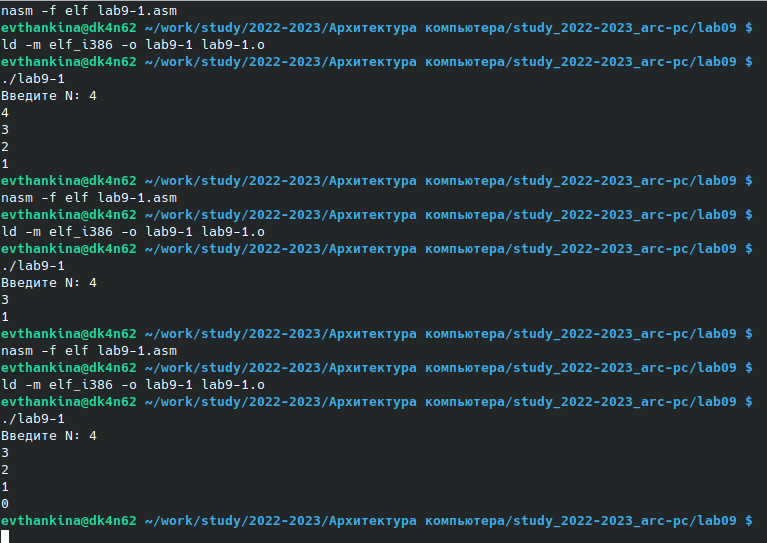 nasm -f elf lab9-1.asm
evthankina@dk4n62 ~/work/study/2022-2023/Архитектура компьютера/study_2022-2023_arc-pc/lab09 $
ld -m elf_i386 -o lab9-1 lab9-1.o
evthankina@dk4n62 ~/work/study/2022-2023/Архитектура компьютера/study_2022-2023_arc-pc/lab09 $
./lab9-1
Введите N: 4
4
3
2
1
evthankina@dk4n62 ~/work/study/2022-2023/Архитектура компьютера/study_2022-2023_arc-pc/lab09 $
nasm -f elf lab9-1.asm
evthankina@dk4n62 ~/work/study/2022-2023/Архитектура компьютера/study_2022-2023_arc-pc/lab09 $
ld -m elf_i386 -o lab9-1 lab9-1.o
evthankina@dk4n62 ~/work/study/2022-2023/Архитектура компьютера/study_2022-2023_arc-pc/lab09 $
./lab9-1
Введите N: 4
3
1
evthankina@dk4n62 ~/work/study/2022-2023/Архитектура компьютера/study_2022-2023_arc-pc/lab09 $
nasm -f elf lab9-1.asm
evthankina@dk4n62 ~/work/study/2022-2023/Архитектура компьютера/study_2022-2023_arc-pc/lab09 $
ld -m elf_i386 -o lab9-1 lab9-1.o
evthankina@dk4n62 ~/work/study/2022-2023/Архитектура компьютера/study_2022-2023_arc-pc/lab09 $
./lab9-1
Введите N: 4
3
2
1
0
evthankina@dk4n62 ~/work/study/2022-2023/Архитектура компьютера/study_2022-2023_arc-pc/lab09 $